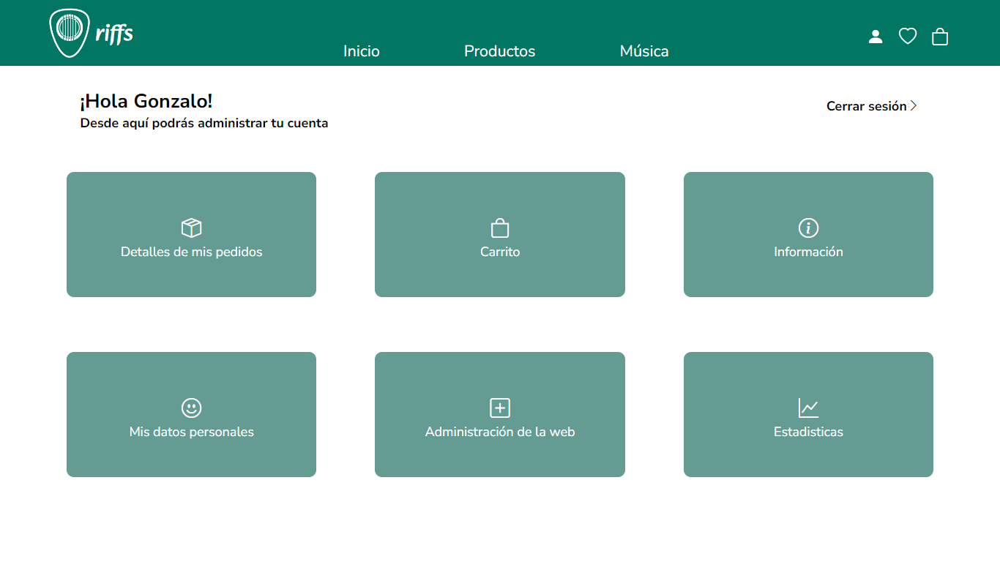 riffs
Inicio
Productos
Música
¡Hola Gonzalo!
Desde aquí podrás administrar tu cuenta
Cerrar sesión
Detalles de mis pedidos
Carrito
Información
Mis datos personales
Administración de la web
Estadisticas